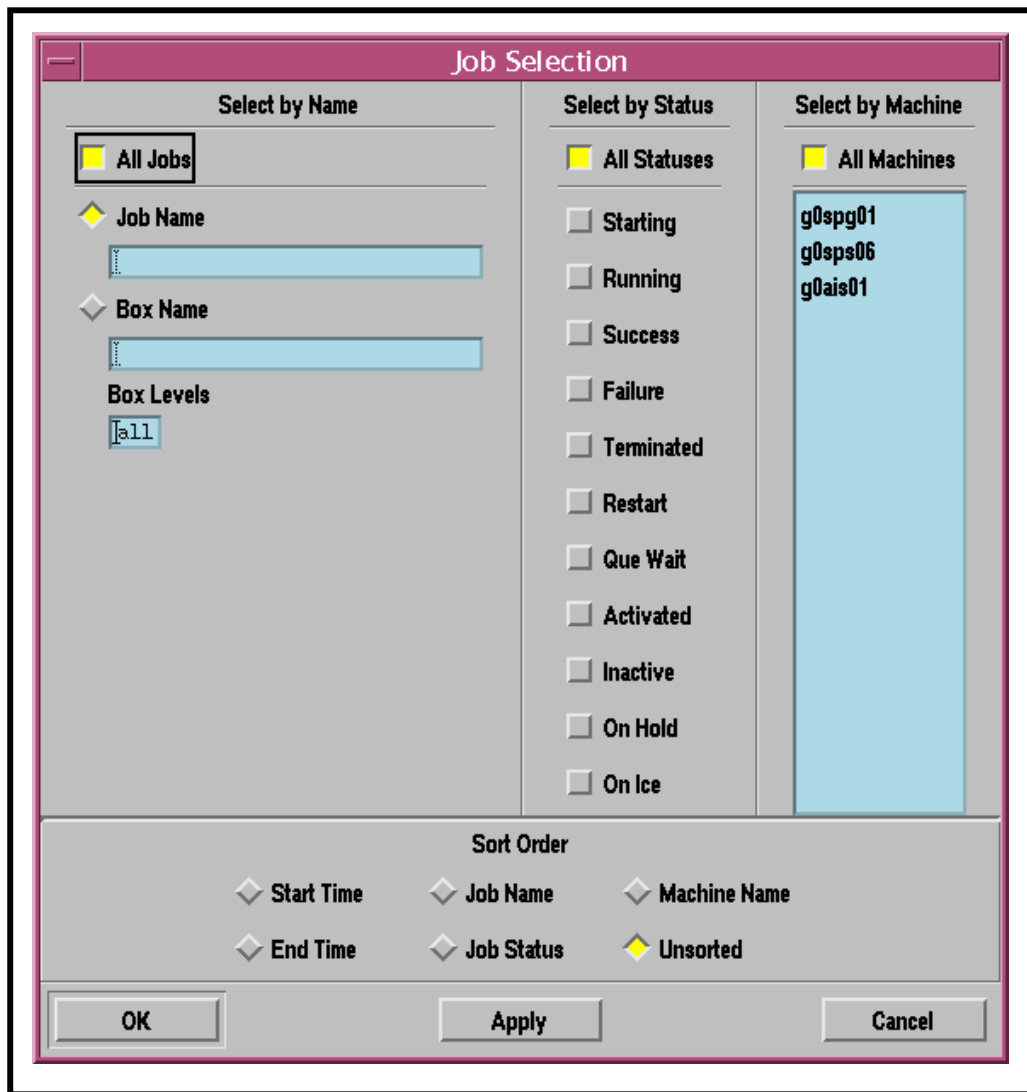 Job Selection
Select by Name
All Jobs
Job Name
Box Name
Box Levels
all
Select by Status
All Statuses
Starting
Running
Success
Failure
Terminated
Restart
Que Wait
Activated
Inactive
On Hold
On Ice
Select by Machine
All Machines
g0spg01
g0sps06
g0ais01
Sort Order
Start Time
Job Name
Machine Name
End Time
Job Status
Unsorted
OK
Apply
Cancel